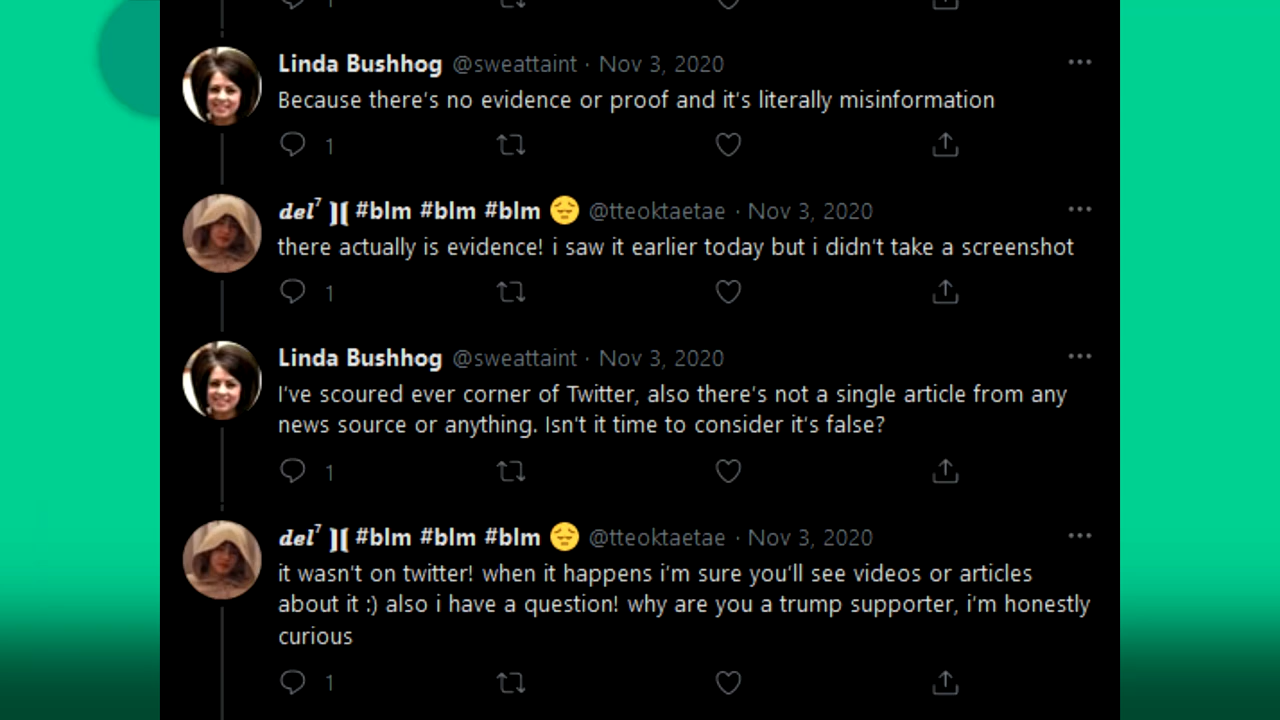 1
Linda Bushhog @sweattaint · Nov 3, 2020
Because there's no evidence or proof and it's literally misinformation
1
del⁷ ][ #blm #blm #blm 😔 @tteoktaetae · Nov 3, 2020
there actually is evidence! i saw it earlier today but i didn't take a screenshot
1
Linda Bushhog @sweattaint · Nov 3, 2020
I've scoured ever corner of Twitter, also there's not a single article from any
news source or anything. Isn't it time to consider it's false?
1
del⁷ ][ #blm #blm #blm 😔 @tteoktaetae · Nov 3, 2020
it wasn't on twitter! when it happens i'm sure you'll see videos or articles
about it :) also i have a question! why are you a trump supporter, i'm honestly
curious
1